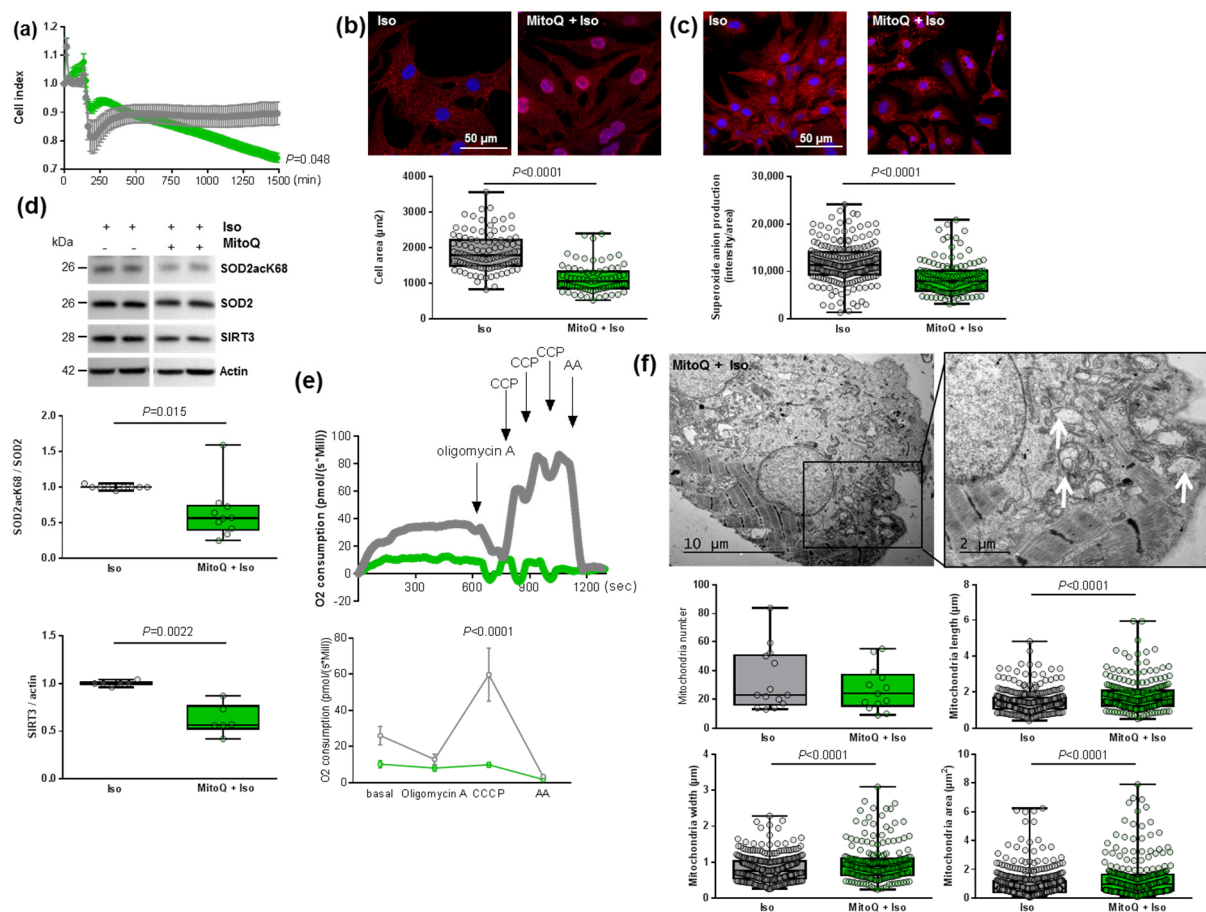 (a)
Cell index
1.2
1.1
1.0
0.9
0.8
0.7
0 250 500 750 1000 1250 1500 (min)
P=0.048
(b)
Iso
MitoQ + Iso
50 µm
P<0.0001
Cell area (µm2)
4000
3000
2000
1000
0
Iso MitoQ + Iso
(c)
Iso
MitoQ + Iso
50 µm
P<0.0001
Superoxide anion production
(intensity/area)
30,000
20,000
10,000
0
Iso MitoQ + Iso
(d)
+ + + + Iso
kDa - - + + MitoQ
26 SOD2acK68
26 SOD2
28 SIRT3
42 Actin
P=0.015
SOD2acK68 / SOD2
2.0
1.5
1.0
0.5
0.0
Iso MitoQ + Iso
P=0.0022
SIRT3 / actin
2.0
1.5
1.0
0.5
0.0
Iso MitoQ + Iso
(e)
CCP
CCP
CCP
AA
oligomycin A
O2 consumption (pmol/(s*Mill))
100
80
60
40
20
0
-20
300 600 900 1200 (sec)
P<0.0001
O2 consumption (pmol/(s*Mill))
80
60
40
20
0
basal Oligomycin A CCCP AA
(f)
MitoQ + Iso
10 µm
2 µm
Mitochondria number
100
80
60
40
20
0
Iso MitoQ + Iso
P<0.0001
Mitochondria length (µm)
8
6
4
2
0
Iso MitoQ + Iso
P<0.0001
Mitochondria width (µm)
4
3
2
1
0
Iso MitoQ + Iso
P<0.0001
Mitochondria area (µm²)
8
6
4
2
0
Iso MitoQ + Iso